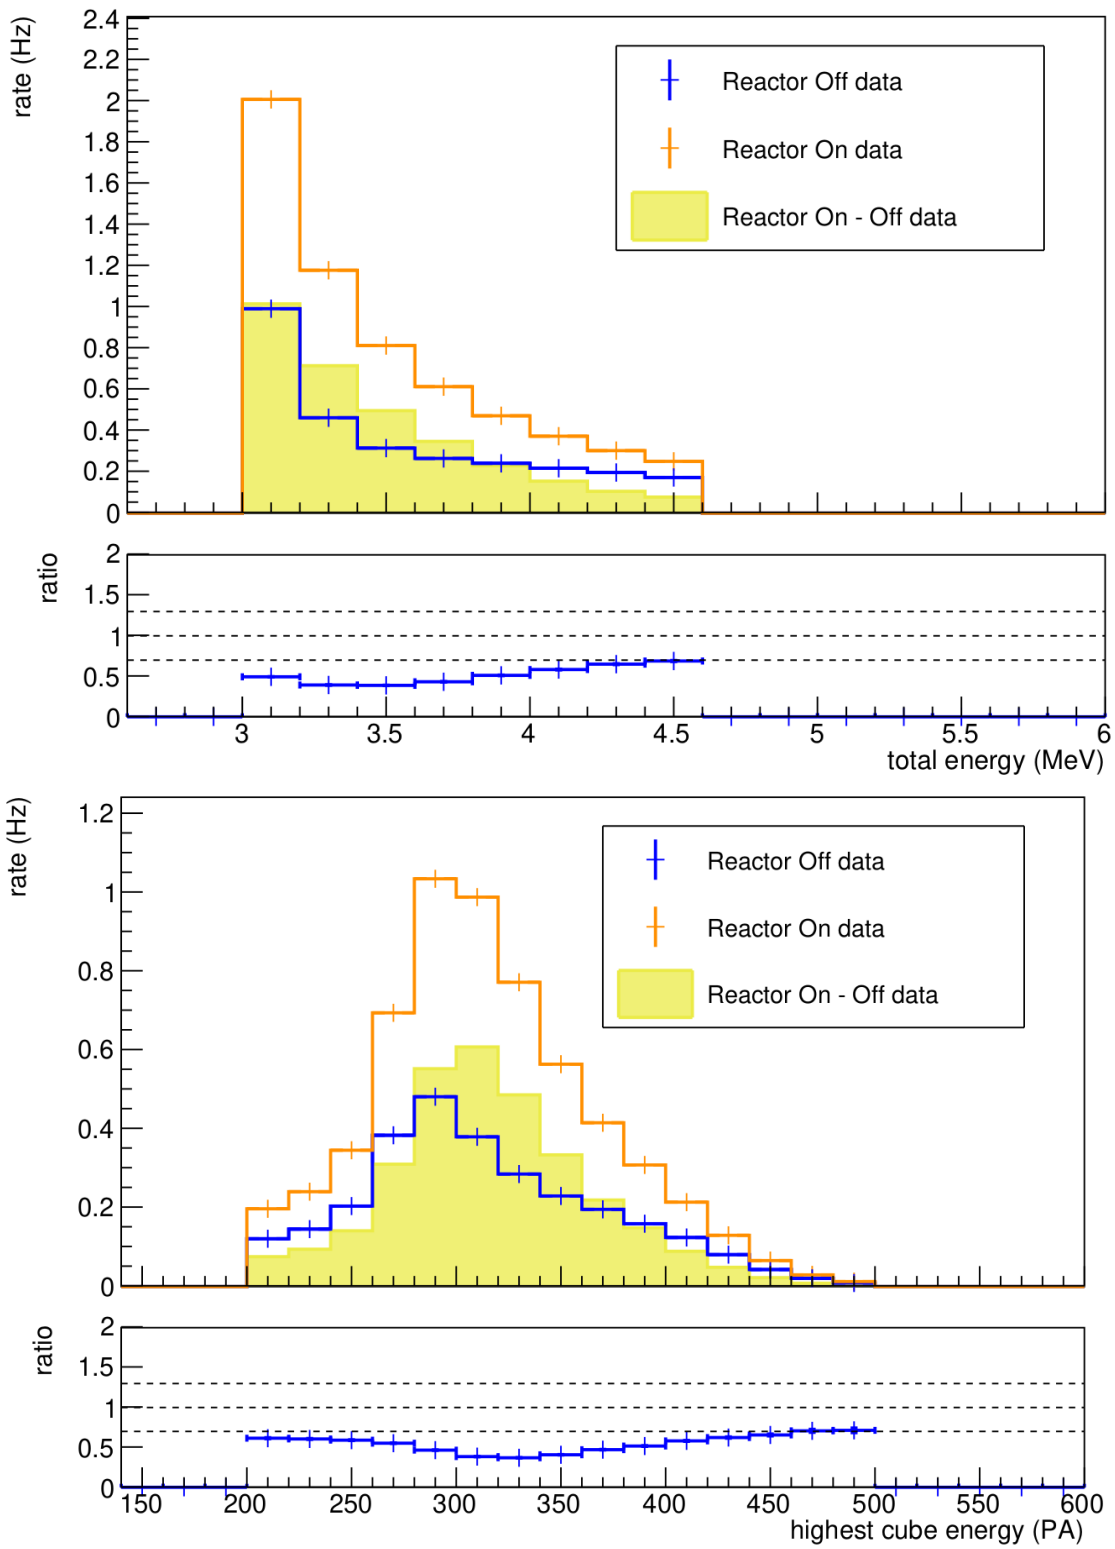 rate (Hz)
2.4
2.2
2
1.8
1.6
1.4
1.2
1
0.8
0.6
0.4
0.2
0
Reactor Off data
Reactor On data
Reactor On - Off data
ratio
2
1.5
1
0.5
0
3 3.5 4 4.5 5 5.5 6
total energy (MeV)
rate (Hz)
1.2
1
0.8
0.6
0.4
0.2
0
Reactor Off data
Reactor On data
Reactor On - Off data
ratio
2
1.5
1
0.5
0
150 200 250 300 350 400 450 500 550 600
highest cube energy (PA)